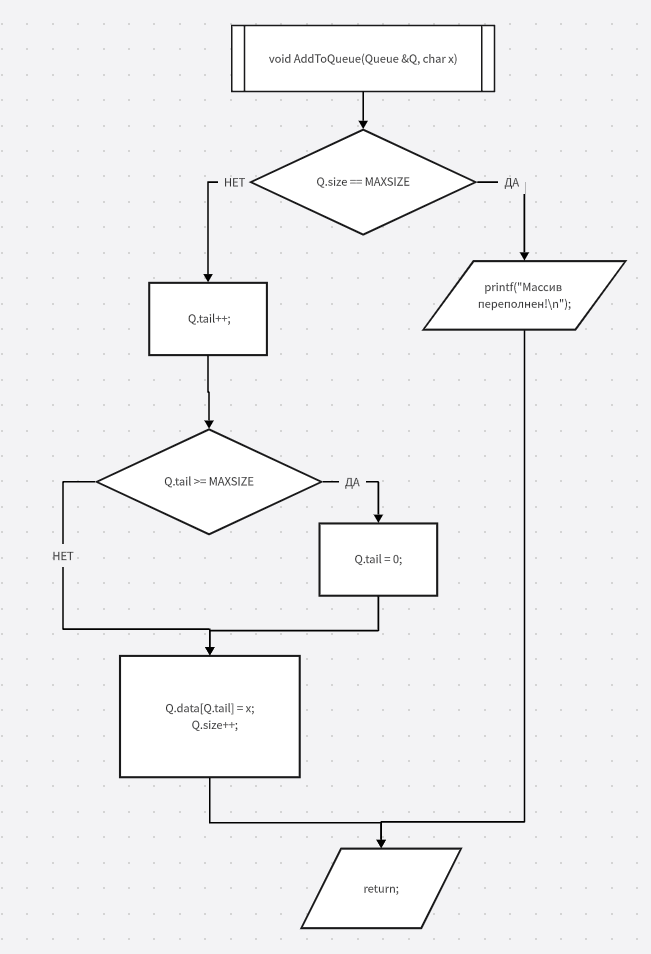 void AddToQueue(Queue &Q, char x)
Q.size == MAXSIZE
НЕТ
ДА
printf("Массив
переполнен!\n");
Q.tail++;
Q.tail >= MAXSIZE
ДА
НЕТ
Q.tail = 0;
Q.data[Q.tail] = x;
Q.size++;
return;